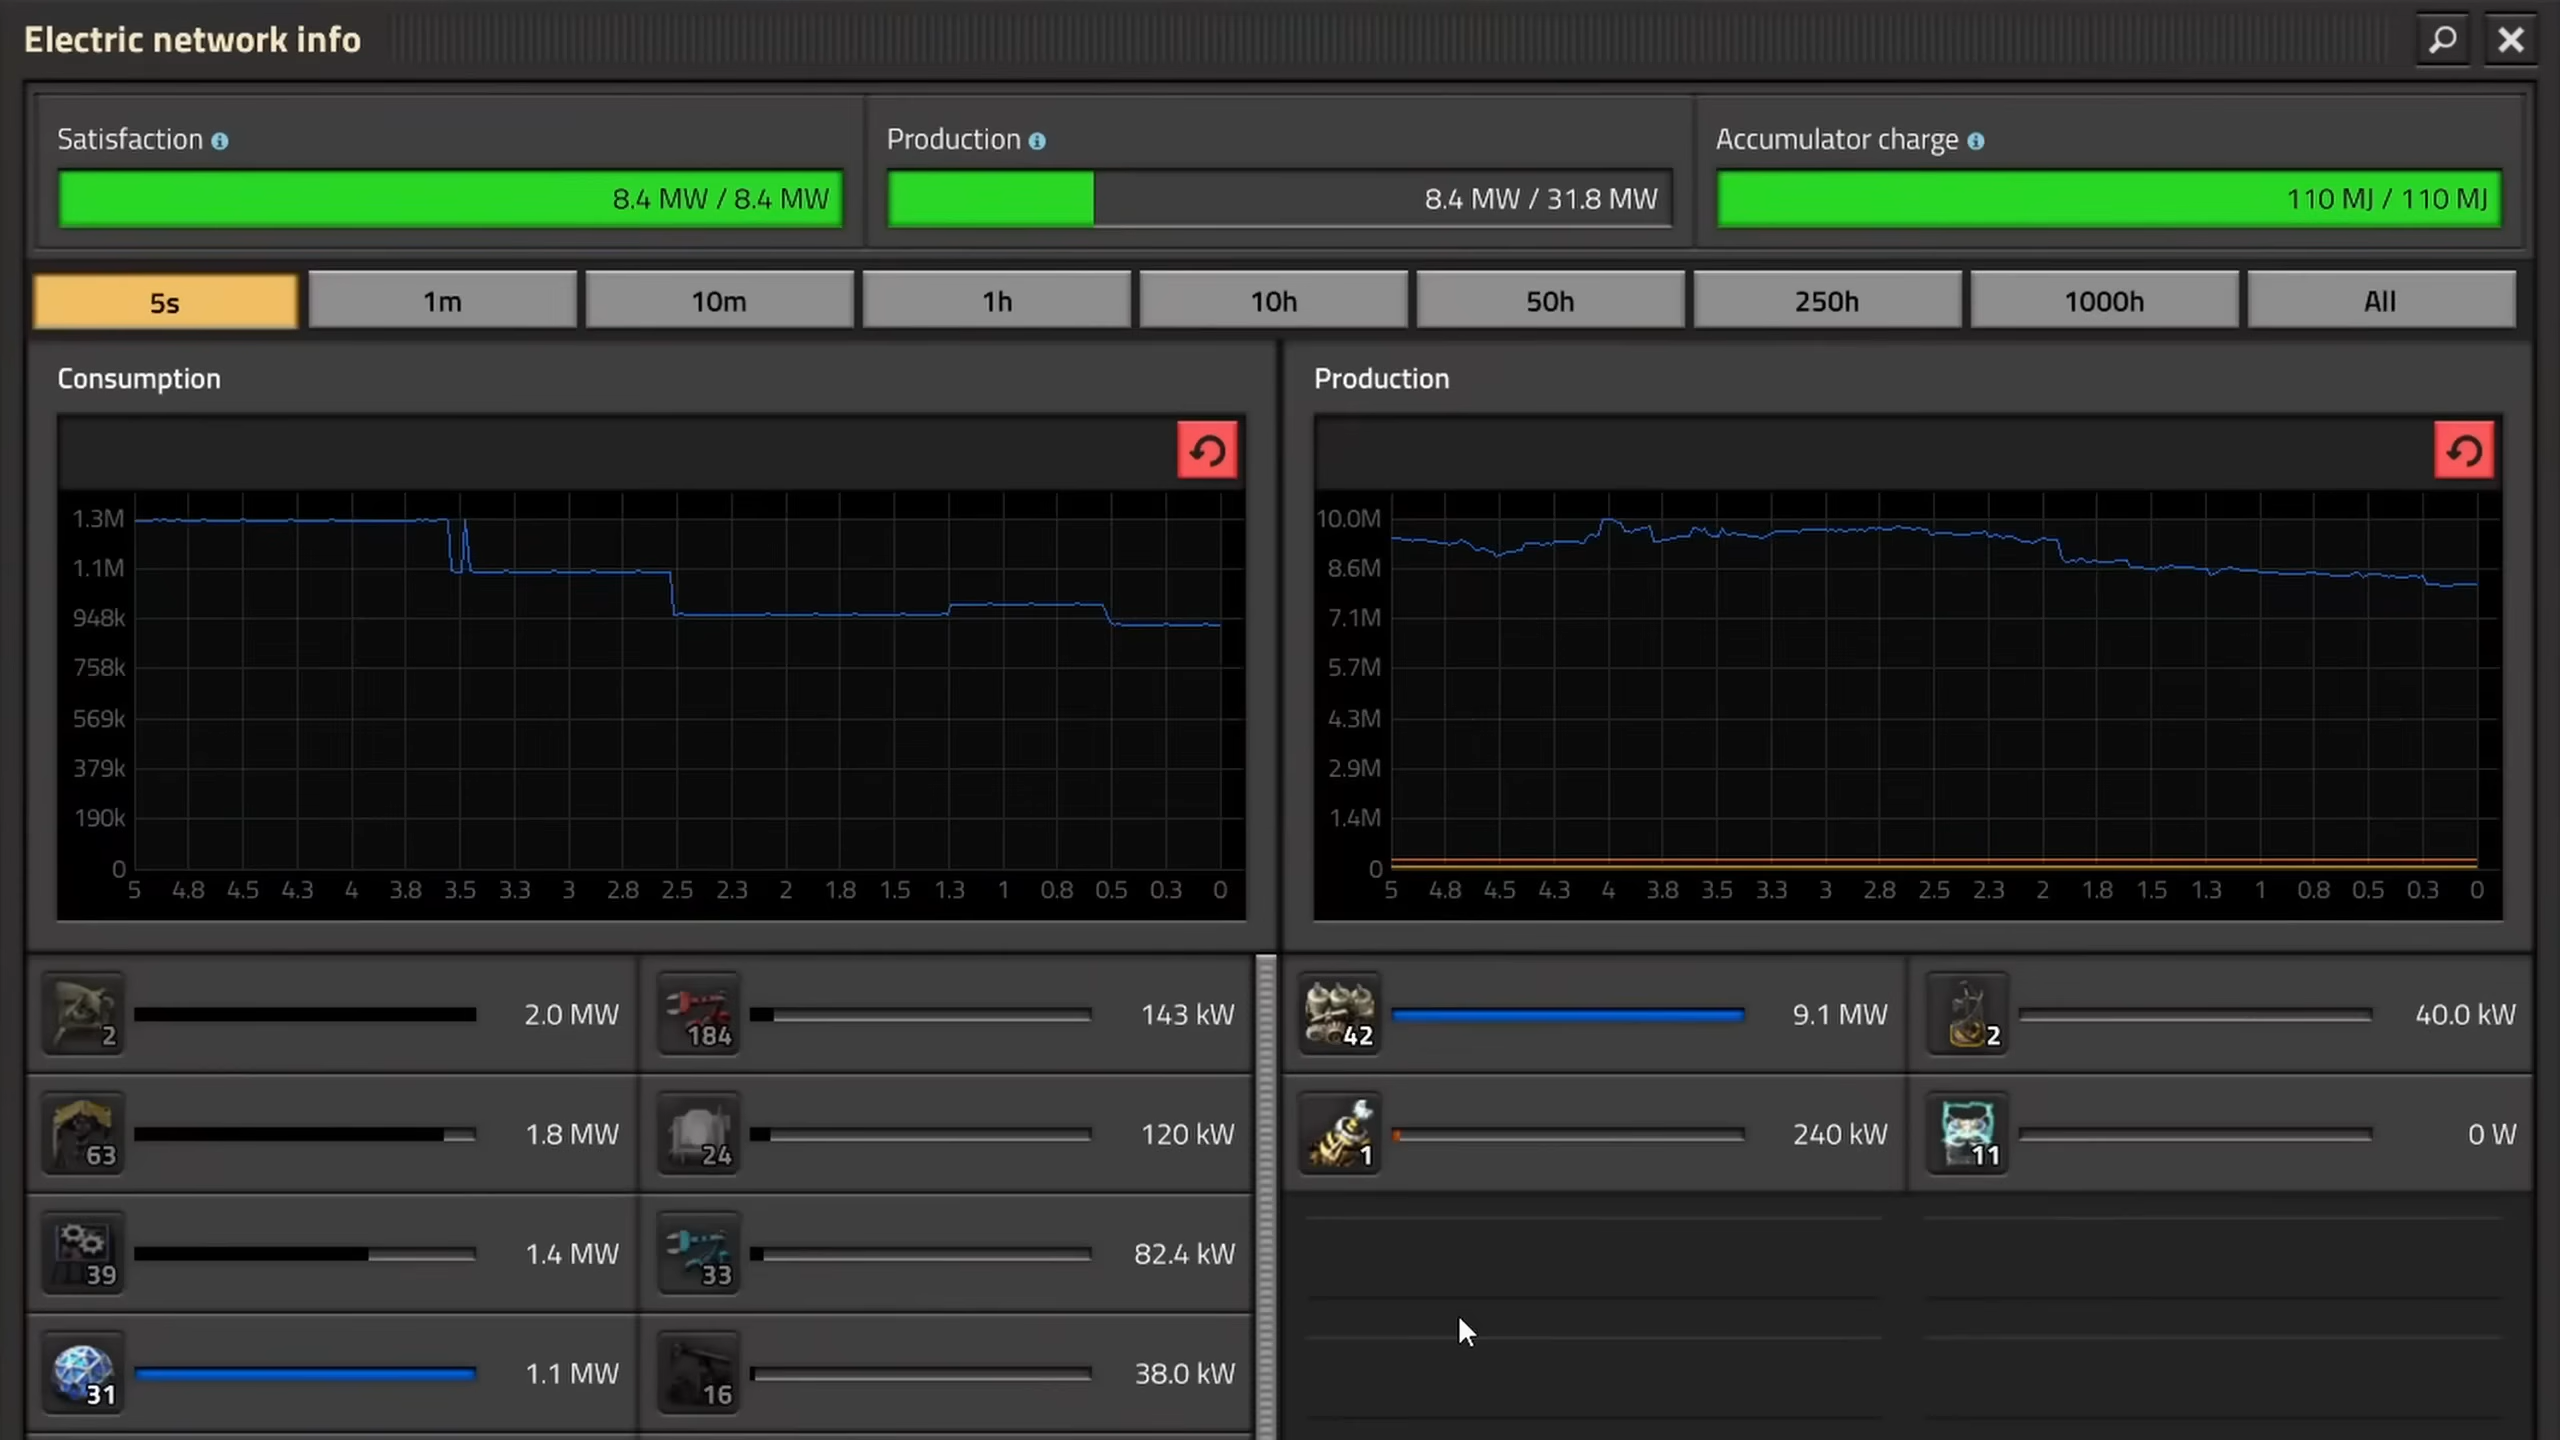 Electric network info
Satisfaction
Production
Accumulator charge
8.4 MW / 8.4 MW
8.4 MW / 31.8 MW
110 MJ / 110 MJ
5s 1m 10m 1h 10h 50h 250h 1000h All
Consumption
1.3M
1.1M
948k
758k
569k
379k
190k
0
5 4.8 4.5 4.3 4 3.8 3.5 3.3 3 2.8 2.5 2.3 2 1.8 1.5 1.3 1 0.8 0.5 0.3 0
Production
10.0M
8.6M
7.1M
5.7M
4.3M
2.9M
1.4M
0
5 4.8 4.5 4.3 4 3.8 3.5 3.3 3 2.8 2.5 2.3 2 1.8 1.5 1.3 1 0.8 0.5 0.3 0
2 2.0 MW
184 143 kW
63 1.8 MW
24 120 kW
39 1.4 MW
33 82.4 kW
31 1.1 MW
16 38.0 kW
42 9.1 MW
2 40.0 kW
1 240 kW
11 0 W